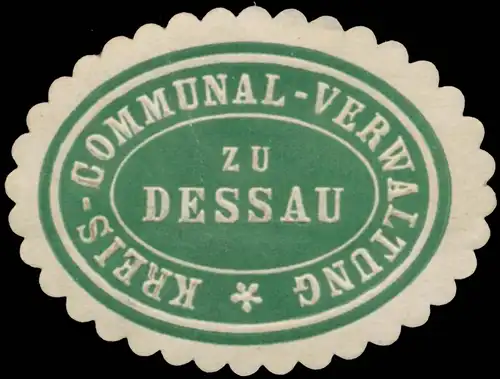 KREIS-COMMUNAL-VERWALTUNG
ZU
DESSAU